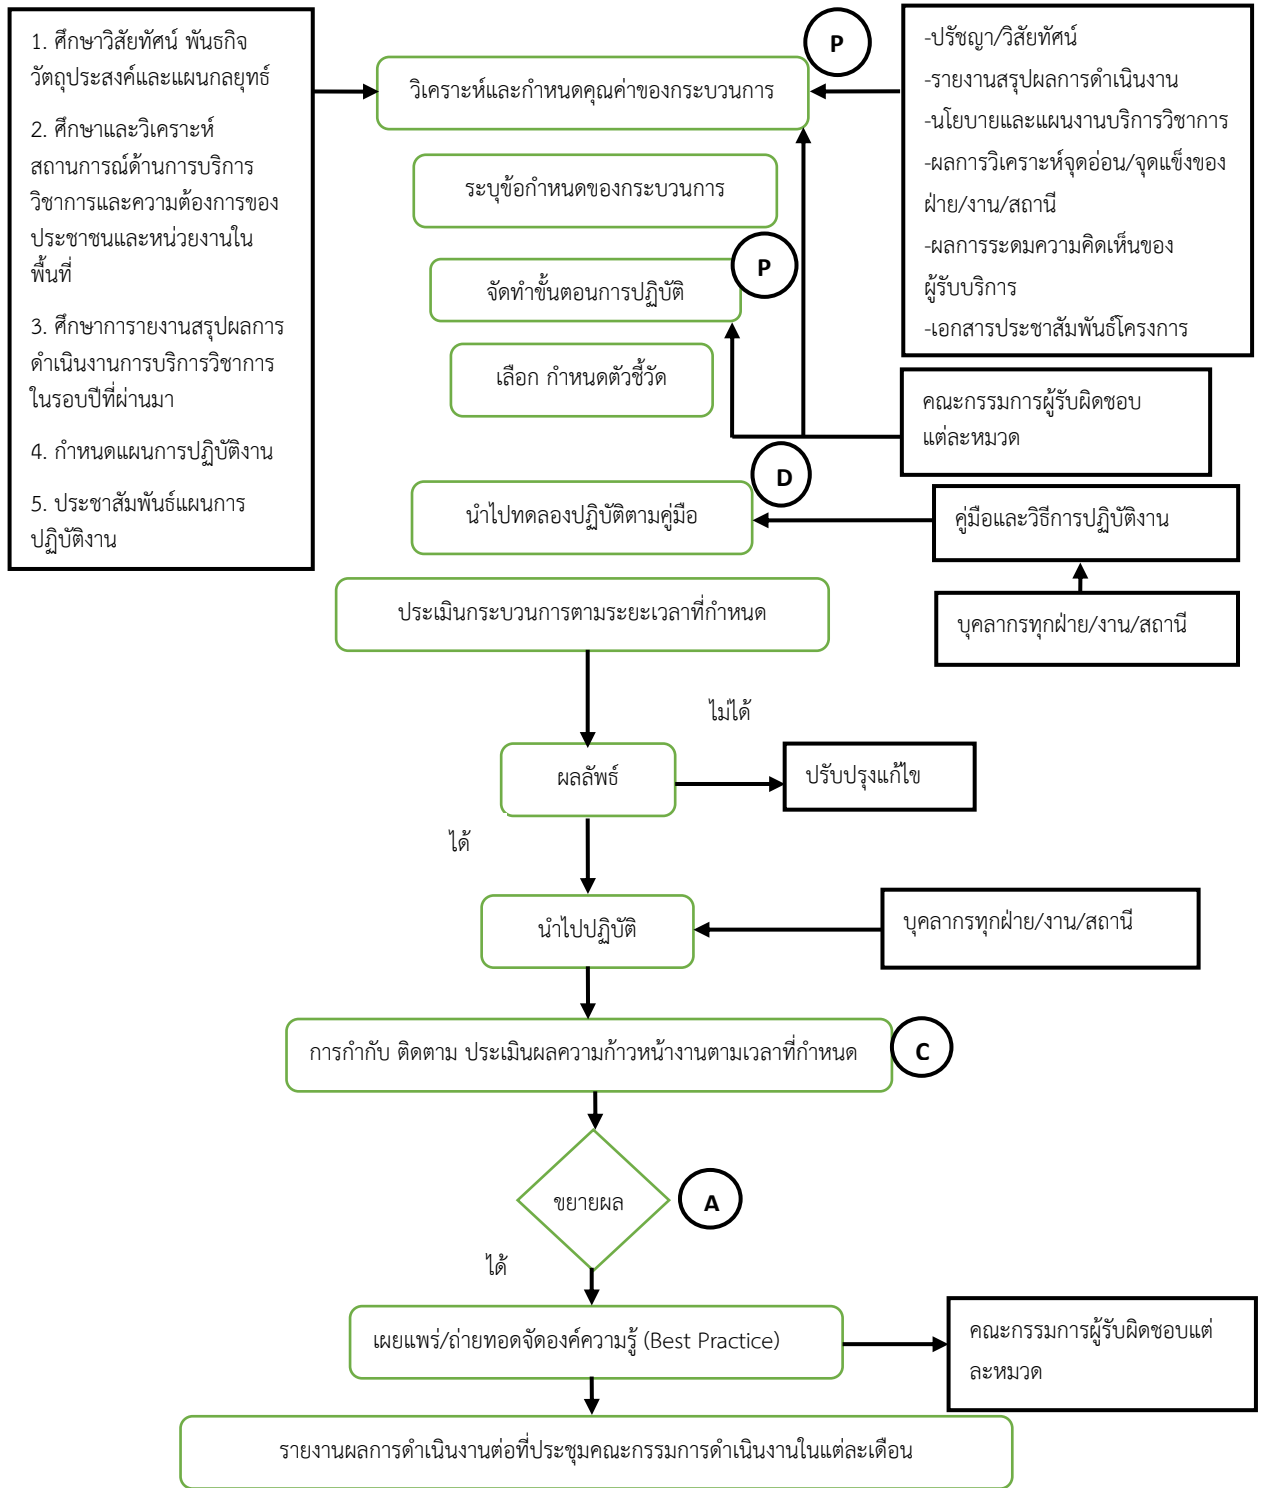 1. ศึกษาวิสัยทัศน์ พันธกิจ
วัตถุประสงค์และแผนกลยุทธ์
2. ศึกษาและวิเคราะห์
สถานการณ์ด้านการบริการ
วิชาการและความต้องการของ
ประชาชนและหน่วยงานใน
พื้นที่
3. ศึกษาการายงานสรุปผลการ
ดำเนินงานการบริการวิชาการ
ในรอบปีที่ผ่านมา
4. กำหนดแผนการปฏิบัติงาน
5. ประชาสัมพันธ์แผนการ
ปฏิบัติงาน
P
วิเคราะห์และกำหนดคุณค่าของกระบวนการ
-ปรัชญา/วิสัยทัศน์
-รายงานสรุปผลการดำเนินงาน
-นโยบายและแผนงานบริการวิชาการ
-ผลการวิเคราะห์จุดอ่อน/จุดแข็งของ
ฝ่าย/งาน/สถานี
-ผลการระดมความคิดเห็นของ
ผู้รับบริการ
-เอกสารประชาสัมพันธ์โครงการ
ระบุข้อกำหนดของกระบวนการ
P
จัดทำขั้นตอนการปฏิบัติ
เลือก กำหนดตัวชี้วัด
คณะกรรมการผู้รับผิดชอบ
แต่ละหมวด
D
นำไปทดลองปฏิบัติตามคู่มือ
คู่มือและวิธีการปฏิบัติงาน
ประเมินกระบวนการตามระยะเวลาที่กำหนด
บุคลากรทุกฝ่าย/งาน/สถานี
ไม่ได้
ผลลัพธ์
ปรับปรุงแก้ไข
ได้
นำไปปฏิบัติ
บุคลากรทุกฝ่าย/งาน/สถานี
การกำกับ ติดตาม ประเมินผลความก้าวหน้างานตามเวลาที่กำหนด
C
ขยายผล
A
ได้
เผยแพร่/ถ่ายทอดจัดองค์ความรู้ (Best Practice)
คณะกรรมการผู้รับผิดชอบแต่
ละหมวด
รายงานผลการดำเนินงานต่อที่ประชุมคณะกรรมการดำเนินงานในแต่ละเดือน